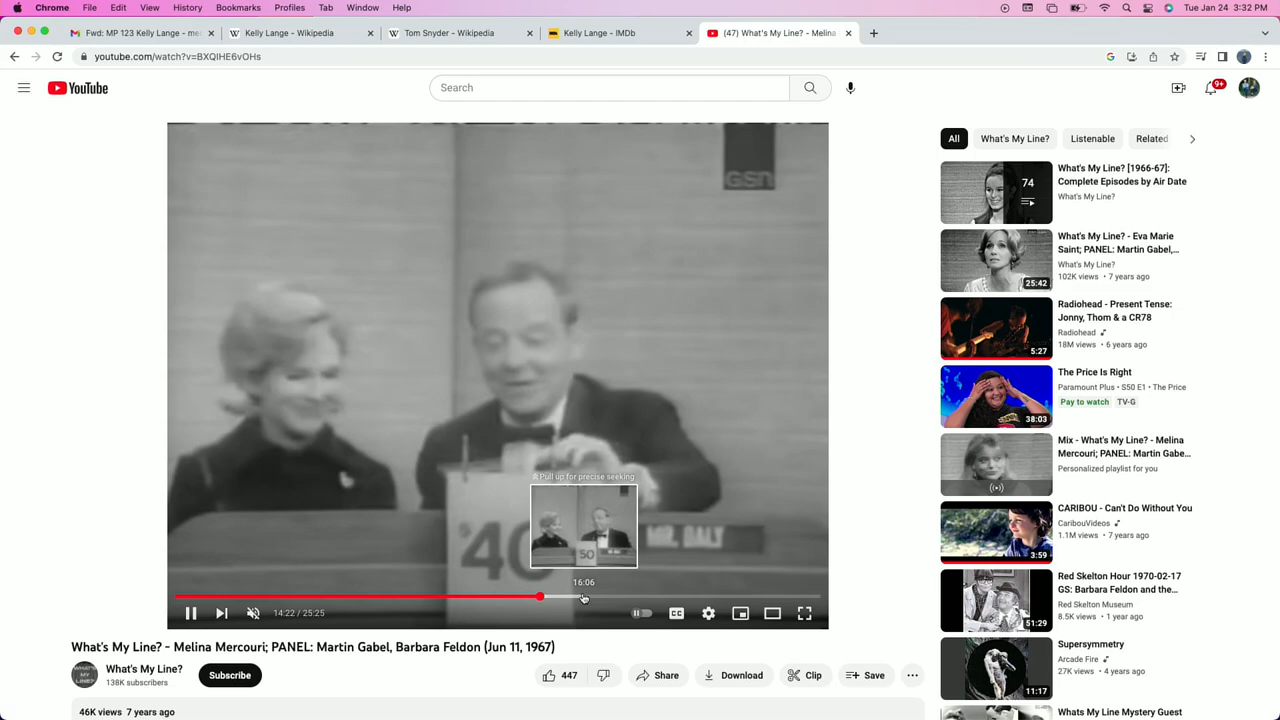 Chrome File Edit View History Bookmarks Profiles Tab Window Help Tue Jan 24 3:32 PM
Fwd: MP 123 Kelly Lange - me Kelly Lange - Wikipedia Tom Snyder - Wikipedia Kelly Lange - IMDb (47) What's My Line? - Melina
youtube.com/watch?v=BXQIHE6vOHs
YouTube Search 9+
All What's My Line? Listenable Related
GSN
What's My Line? [1966-67]:
Complete Episodes by Air Date
What's My Line?
74
What's My Line? - Eva Marie
Saint; PANEL: Martin Gabel,...
What's My Line?
102K views • 7 years ago
25:42
Radiohead - Present Tense:
Jonny, Thom & a CR78
Radiohead
18M views • 6 years ago
5:27
The Price Is Right
Paramount Plus • S50 E1 • The Price
Pay to watch TV-G
38:03
Mix - What's My Line? - Melina
Mercouri; PANEL: Martin Gabe...
Personalized playlist for you
CARIBOU - Can't Do Without You
CaribouVideos
1.1M views • 7 years ago
3:59
Red Skelton Hour 1970-02-17
GS: Barbara Feldon and the...
Red Skelton Museum
8.5K views • 1 year ago
51:29
Supersymmetry
Arcade Fire
27K views • 4 years ago
11:17
Whats My Line Mystery Guest
Pull up for precise seeking
50
16:06
14:22 / 25:25
CC
What's My Line? - Melina Mercouri; PANEL: Martin Gabel, Barbara Feldon (Jun 11, 1967)
WHAT'S MY LINE?
What's My Line?
138K subscribers
Subscribe
447 Share Download Clip Save
46K views 7 years ago